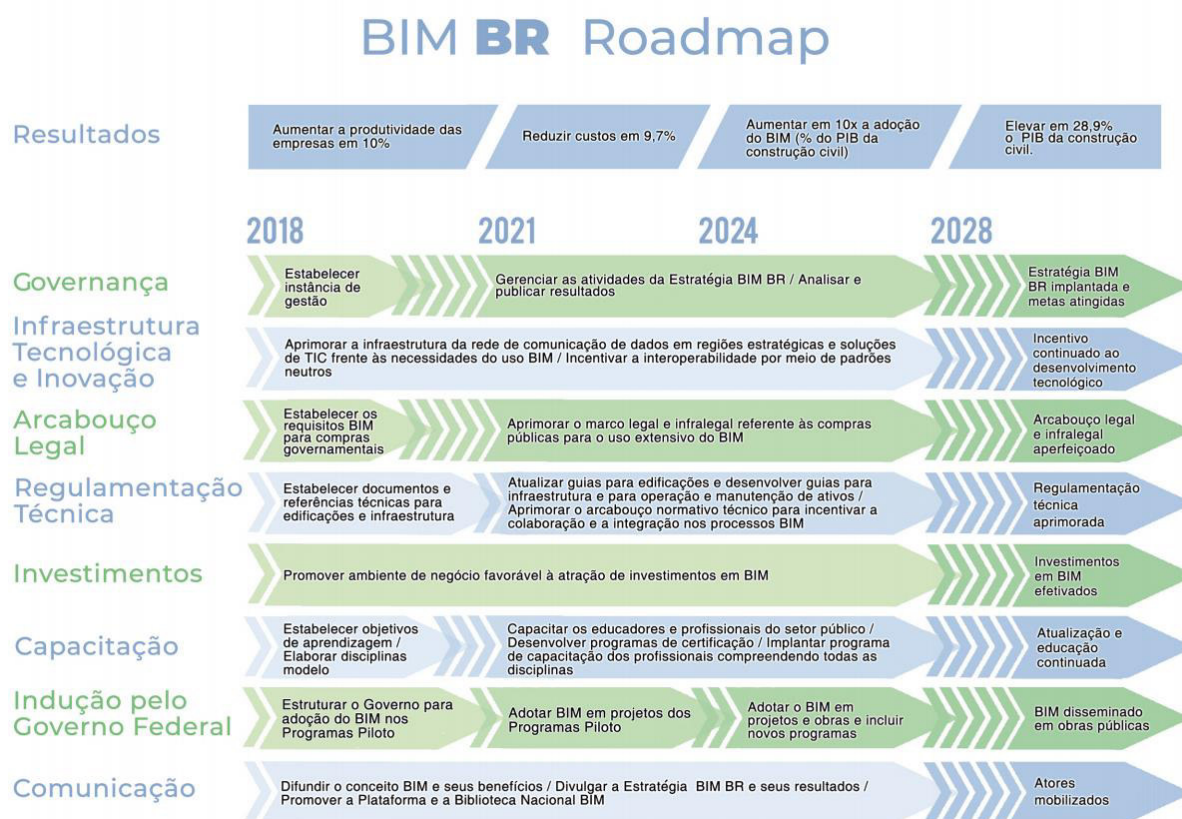 BIM BR Roadmap
Resultados
Aumentar a produtividade das
empresas em 10%
Reduzir custos em 9,7%
Aumentar em 10x a adoção
do BIM (% do PIB da
construção civil)
Elevar em 28,9%
o PIB da construção
civil.
2018
2021
2024
2028
Governança
Estabelecer
instância de
gestão
Gerenciar as atividades da Estratégia BIM BR / Analisar e
publicar resultados
Estratégia BIM
BR implantada e
metas atingidas
Infraestrutura
Tecnológica
e Inovação
Aprimorar a infraestrutura da rede de comunicação de dados em regiões estratégicas e soluções
de TIC frente às necessidades do uso BIM / Incentivar a interoperabilidade por meio de padrões
neutros
Incentivo
continuado ao
desenvolvimento
tecnológico
Arcabouço
Legal
Estabelecer os
requisitos BIM
para compras
governamentais
Aprimorar o marco legal e infralegal referente às compras
públicas para o uso extensivo do BIM
Arcabouço legal
e infralegal
aperfeiçoado
Regulamentação
Técnica
Estabelecer documentos e
referências técnicas para
edificações e infraestrutura
Atualizar guias para edificações e desenvolver guias para
infraestrutura e para operação e manutenção de ativos /
Aprimorar o arcabouço normativo técnico para incentivar a
colaboração e a integração nos processos BIM
Regulamentação
técnica
aprimorada
Investimentos
Promover ambiente de negócio favorável à atração de investimentos em BIM
Investimentos
em BIM
efetivados
Capacitação
Estabelecer objetivos
de aprendizagem /
Elaborar disciplinas
modelo
Capacitar os educadores e profissionais do setor público /
Desenvolver programas de certificação / Implantar programa
de capacitação dos profissionais compreendendo todas as
disciplinas
Atualização e
educação
continuada
Indução pelo
Governo Federal
Estruturar o Governo para
adoção do BIM nos
Programas Piloto
Adotar BIM em projetos dos
Programas Piloto
Adotar o BIM em
projetos e obras e incluir
novos programas
BIM disseminado
em obras públicas
Comunicação
Difundir o conceito BIM e seus benefícios / Divulgar a Estratégia BIM BR e seus resultados /
Promover a Plataforma e a Biblioteca Nacional BIM
Atores
mobilizados